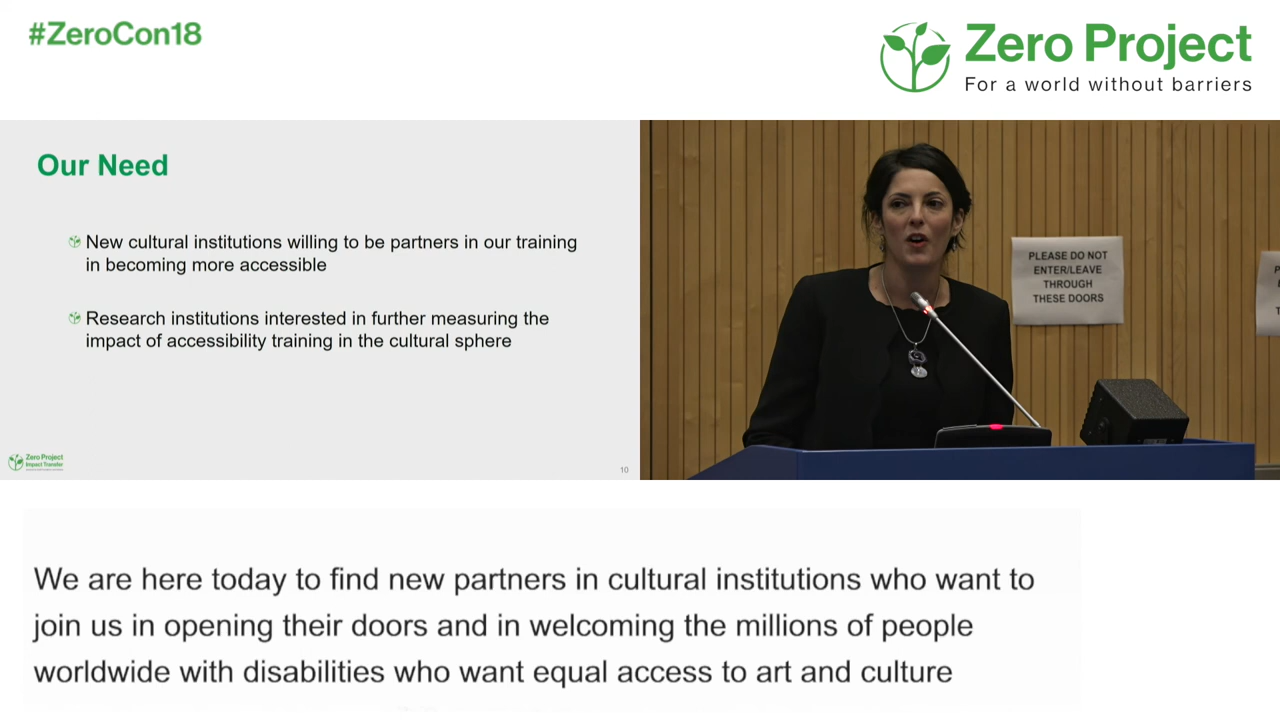 #ZeroCon18
Zero Project
For a world without barriers
Our Need
New cultural institutions willing to be partners in our training
in becoming more accessible
Research institutions interested in further measuring the
impact of accessibility training in the cultural sphere
Zero Project
Impact Transfer
10
PLEASE DO NOT
ENTER/LEAVE
THROUGH
THESE DOORS
We are here today to find new partners in cultural institutions who want to
join us in opening their doors and in welcoming the millions of people
worldwide with disabilities who want equal access to art and culture